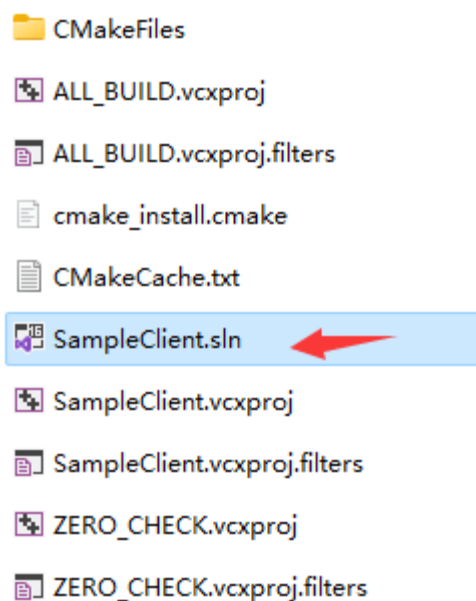 CMakeFiles
ALL_BUILD.vcxproj
ALL_BUILD.vcxproj.filters
cmake_install.cmake
CMakeCache.txt
SampleClient.sln
SampleClient.vcxproj
SampleClient.vcxproj.filters
ZERO_CHECK.vcxproj
ZERO_CHECK.vcxproj.filters